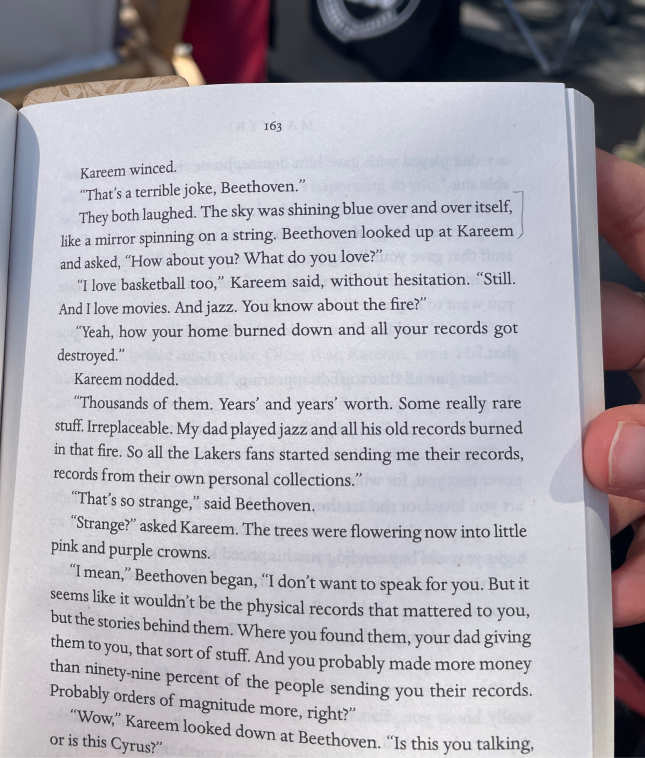 163
Kareem winced.
“That’s a terrible joke, Beethoven.”
They both laughed. The sky was shining blue over and over itself,
like a mirror spinning on a string. Beethoven looked up at Kareem
and asked, “How about you? What do you love?”
“I love basketball too,” Kareem said, without hesitation. “Still.
And I love movies. And jazz. You know about the fire?”
“Yeah, how your home burned down and all your records got
destroyed.”
Kareem nodded.
“Thousands of them. Years’ and years’ worth. Some really rare
stuff. Irreplaceable. My dad played jazz and all his old records burned
in that fire. So all the Lakers fans started sending me their records,
records from their own personal collections.”
“That’s so strange,” said Beethoven.
“Strange?” asked Kareem. The trees were flowering now into little
pink and purple crowns.
“I mean,” Beethoven began, “I don’t want to speak for you. But it
seems like it wouldn’t be the physical records that mattered to you,
but the stories behind them. Where you found them, your dad giving
them to you, that sort of stuff. And you probably made more money
than ninety-nine percent of the people sending you their records.
Probably orders of magnitude more, right?”
“Wow,” Kareem looked down at Beethoven. “Is this you talking,
or is this Cyrus?”